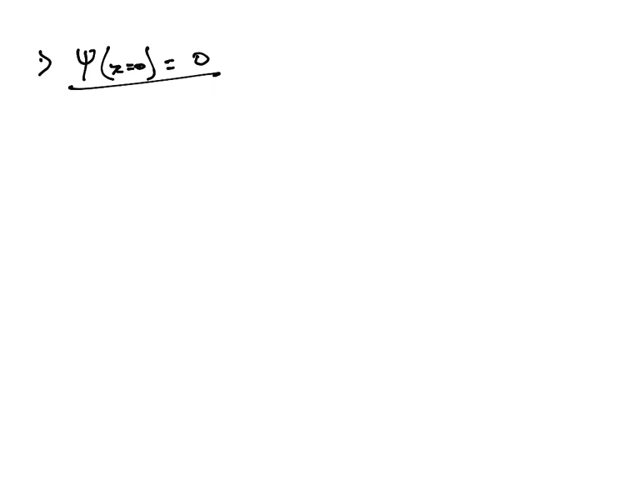 ⇒ Ψ(x=0) = 0